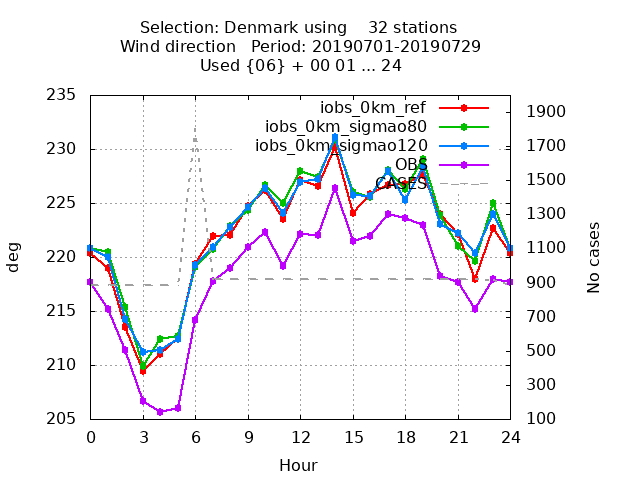 Selection: Denmark using 32 stations
Wind direction Period: 20190701-20190729
Used {06} + 00 01 ... 24
iobs_0km_ref
iobs_0km_sigmao80
iobs_0km_sigmao120
OBS
CASES
deg
235
230
225
220
215
210
205
1900
1700
1500
1300
1100
900
700
500
300
100
No cases
0 3 6 9 12 15 18 21 24
Hour